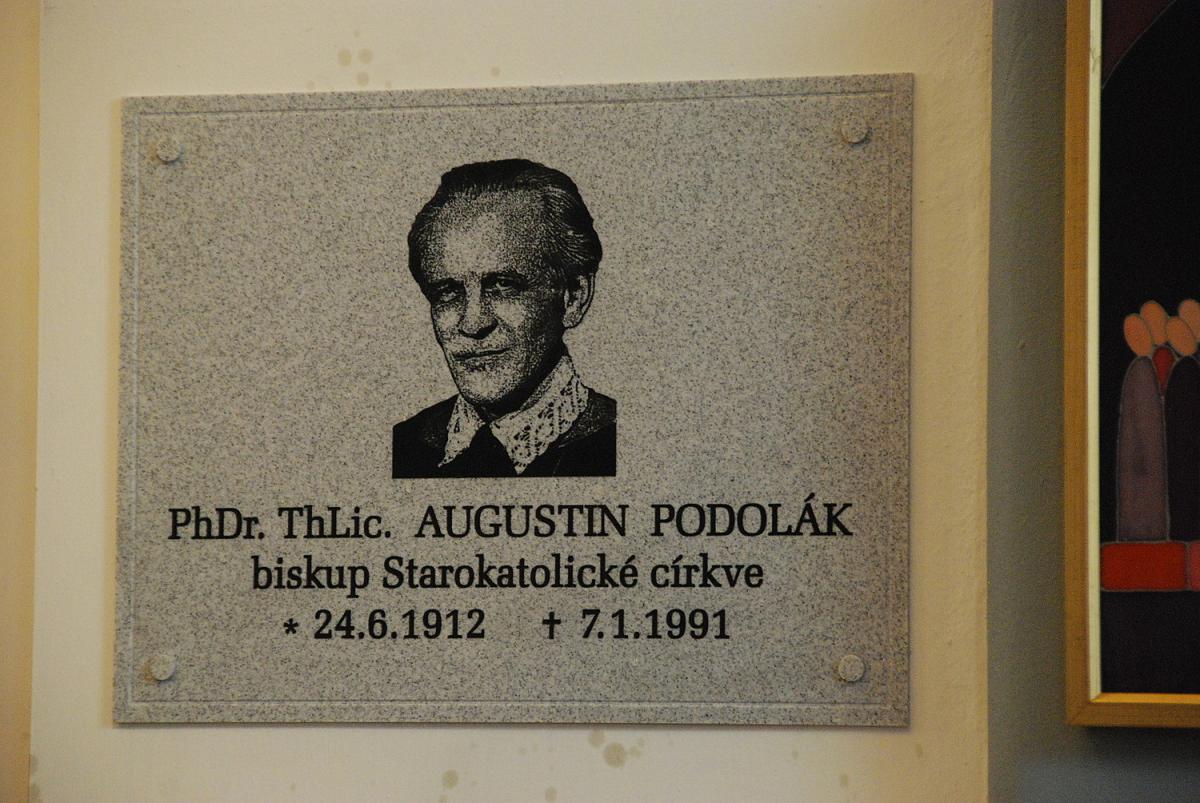 PhDr. ThLic. AUGUSTIN PODOLÁK
biskup Starokatolické církve
* 24.6.1912 † 7.1.1991